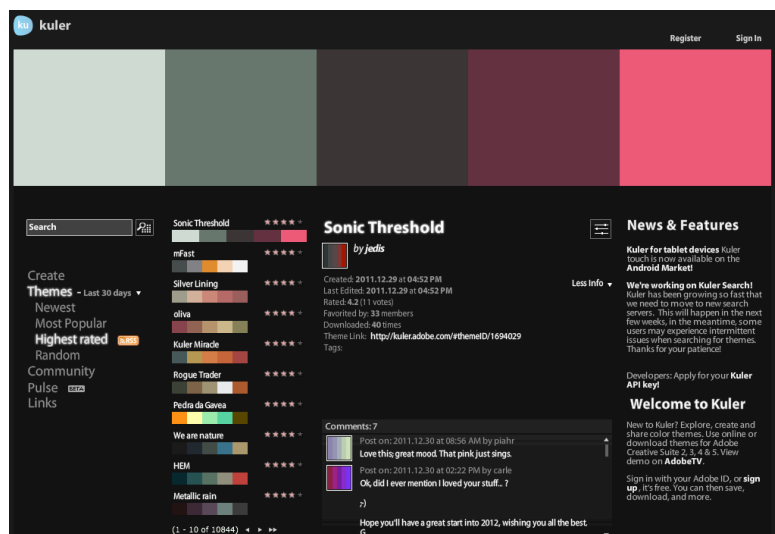 ku kuler
Register Sign In
Search
Create
Themes - Last 30 days
Newest
Most Popular
Highest rated RSS
Random
Community
Pulse BETA
Links
Sonic Threshold
mFast
Silver Lining
oliva
Kuler Miracle
Rogue Trader
Pedra da Gavea
We are nature
HEM
Metallic rain
(1 - 10 of 10844)
Sonic Threshold
by jedis
Created: 2011.12.29 at 04:52 PM
Less Info
Last Edited: 2011.12.29 at 04:52 PM
Rated: 4.2 (11 votes)
Favorited by: 33 members
Downloaded: 40 times
Theme Link: http://kuler.adobe.com/#themeID/1694029
Tags:
Comments: 7
Post on: 2011.12.30 at 08:56 AM by piahr
Love this; great mood. That pink just sings.
Post on: 2011.12.30 at 02:22 PM by carle
Ok, did I ever mention I loved your stuff.. ?
;-)
Hope you'll have a great start into 2012, wishing you all the best.
G
News & Features
Kuler for tablet devices Kuler
touch is now available on the
Android Market!
We're working on Kuler Search!
Kuler has been growing so fast that
we need to move to new search
servers. This will happen in the next
few weeks, in the meantime, some
users may experience intermittent
issues when searching for themes.
Thanks for your patience!
Developers: Apply for your Kuler
API key!
Welcome to Kuler
New to Kuler? Explore, create and
share color themes. Use online or
download themes for Adobe
Creative Suite 2, 3, 4 & 5. View
demo on AdobeTV.
Sign in with your Adobe ID, or sign
up, it's free. You can then save,
download, and more.